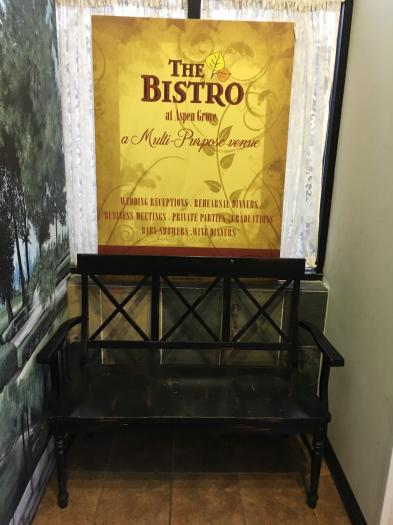 THE
BISTRO
at Aspen Grove
a Multi-Purpose venue
WEDDING RECEPTIONS . REHEARSAL DINNERS .
BUSINESS MEETINGS . PRIVATE PARTIES . GRADUATIONS
BABY SHOWERS . WINE DINNERS